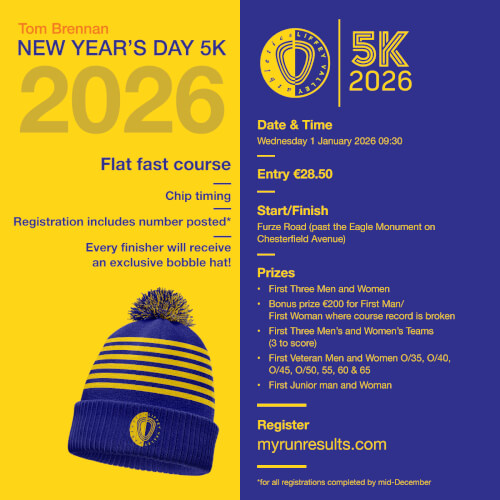 Tom Brennan
NEW YEAR'S DAY 5K
2026
Flat fast course
Chip timing
Registration includes number posted*
Every finisher will receive
an exclusive bobble hat!
LIFFEY VALLEY
athletics
5K
2026
Date & Time
Wednesday 1 January 2026 09:30
Entry €28.50
Start/Finish
Furze Road (past the Eagle Monument on
Chesterfield Avenue)
Prizes
• First Three Men and Women
• Bonus prize €200 for First Man/
First Woman where course record is broken
• First Three Men's and Women's Teams
(3 to score)
• First Veteran Men and Women O/35, O/40,
O/45, O/50, 55, 60 & 65
• First Junior man and Woman
Register
myrunresults.com
*for all registrations completed by mid-December